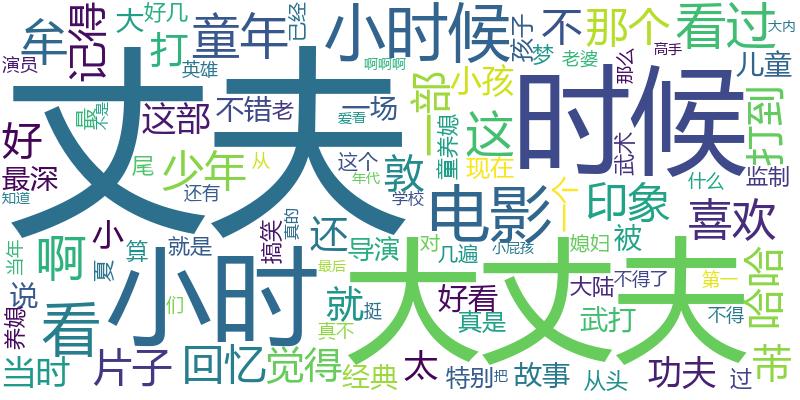 丈夫
时候
小时
大丈夫
小时候
电影
童年
记得
牟
大
好几
打
已经
孩子
不
那个
看过
大内
高手
演员
英雄
啊啊啊
梦
老婆
那么
儿童
小孩
一部
打到
不错
老
一场
爱看
这部
最
不是
好
最深
尾
少年
从
这个
年代
敦
童养媳
这
现在
武术
监制
什么
知道
还有
学校
个
印象
喜欢
当年
啊
小
夏
算
就是
搞笑
真的
还
导演
对
几遍
小屁孩
媳妇
被
哈哈
说
们
最后
就
挺
好看
真是
大陆
不得了
第一
武打
不得
养媳
看
真不
当时
片子
回忆
觉得
经典
太
特别
把
故事
从头
功夫
过
芾